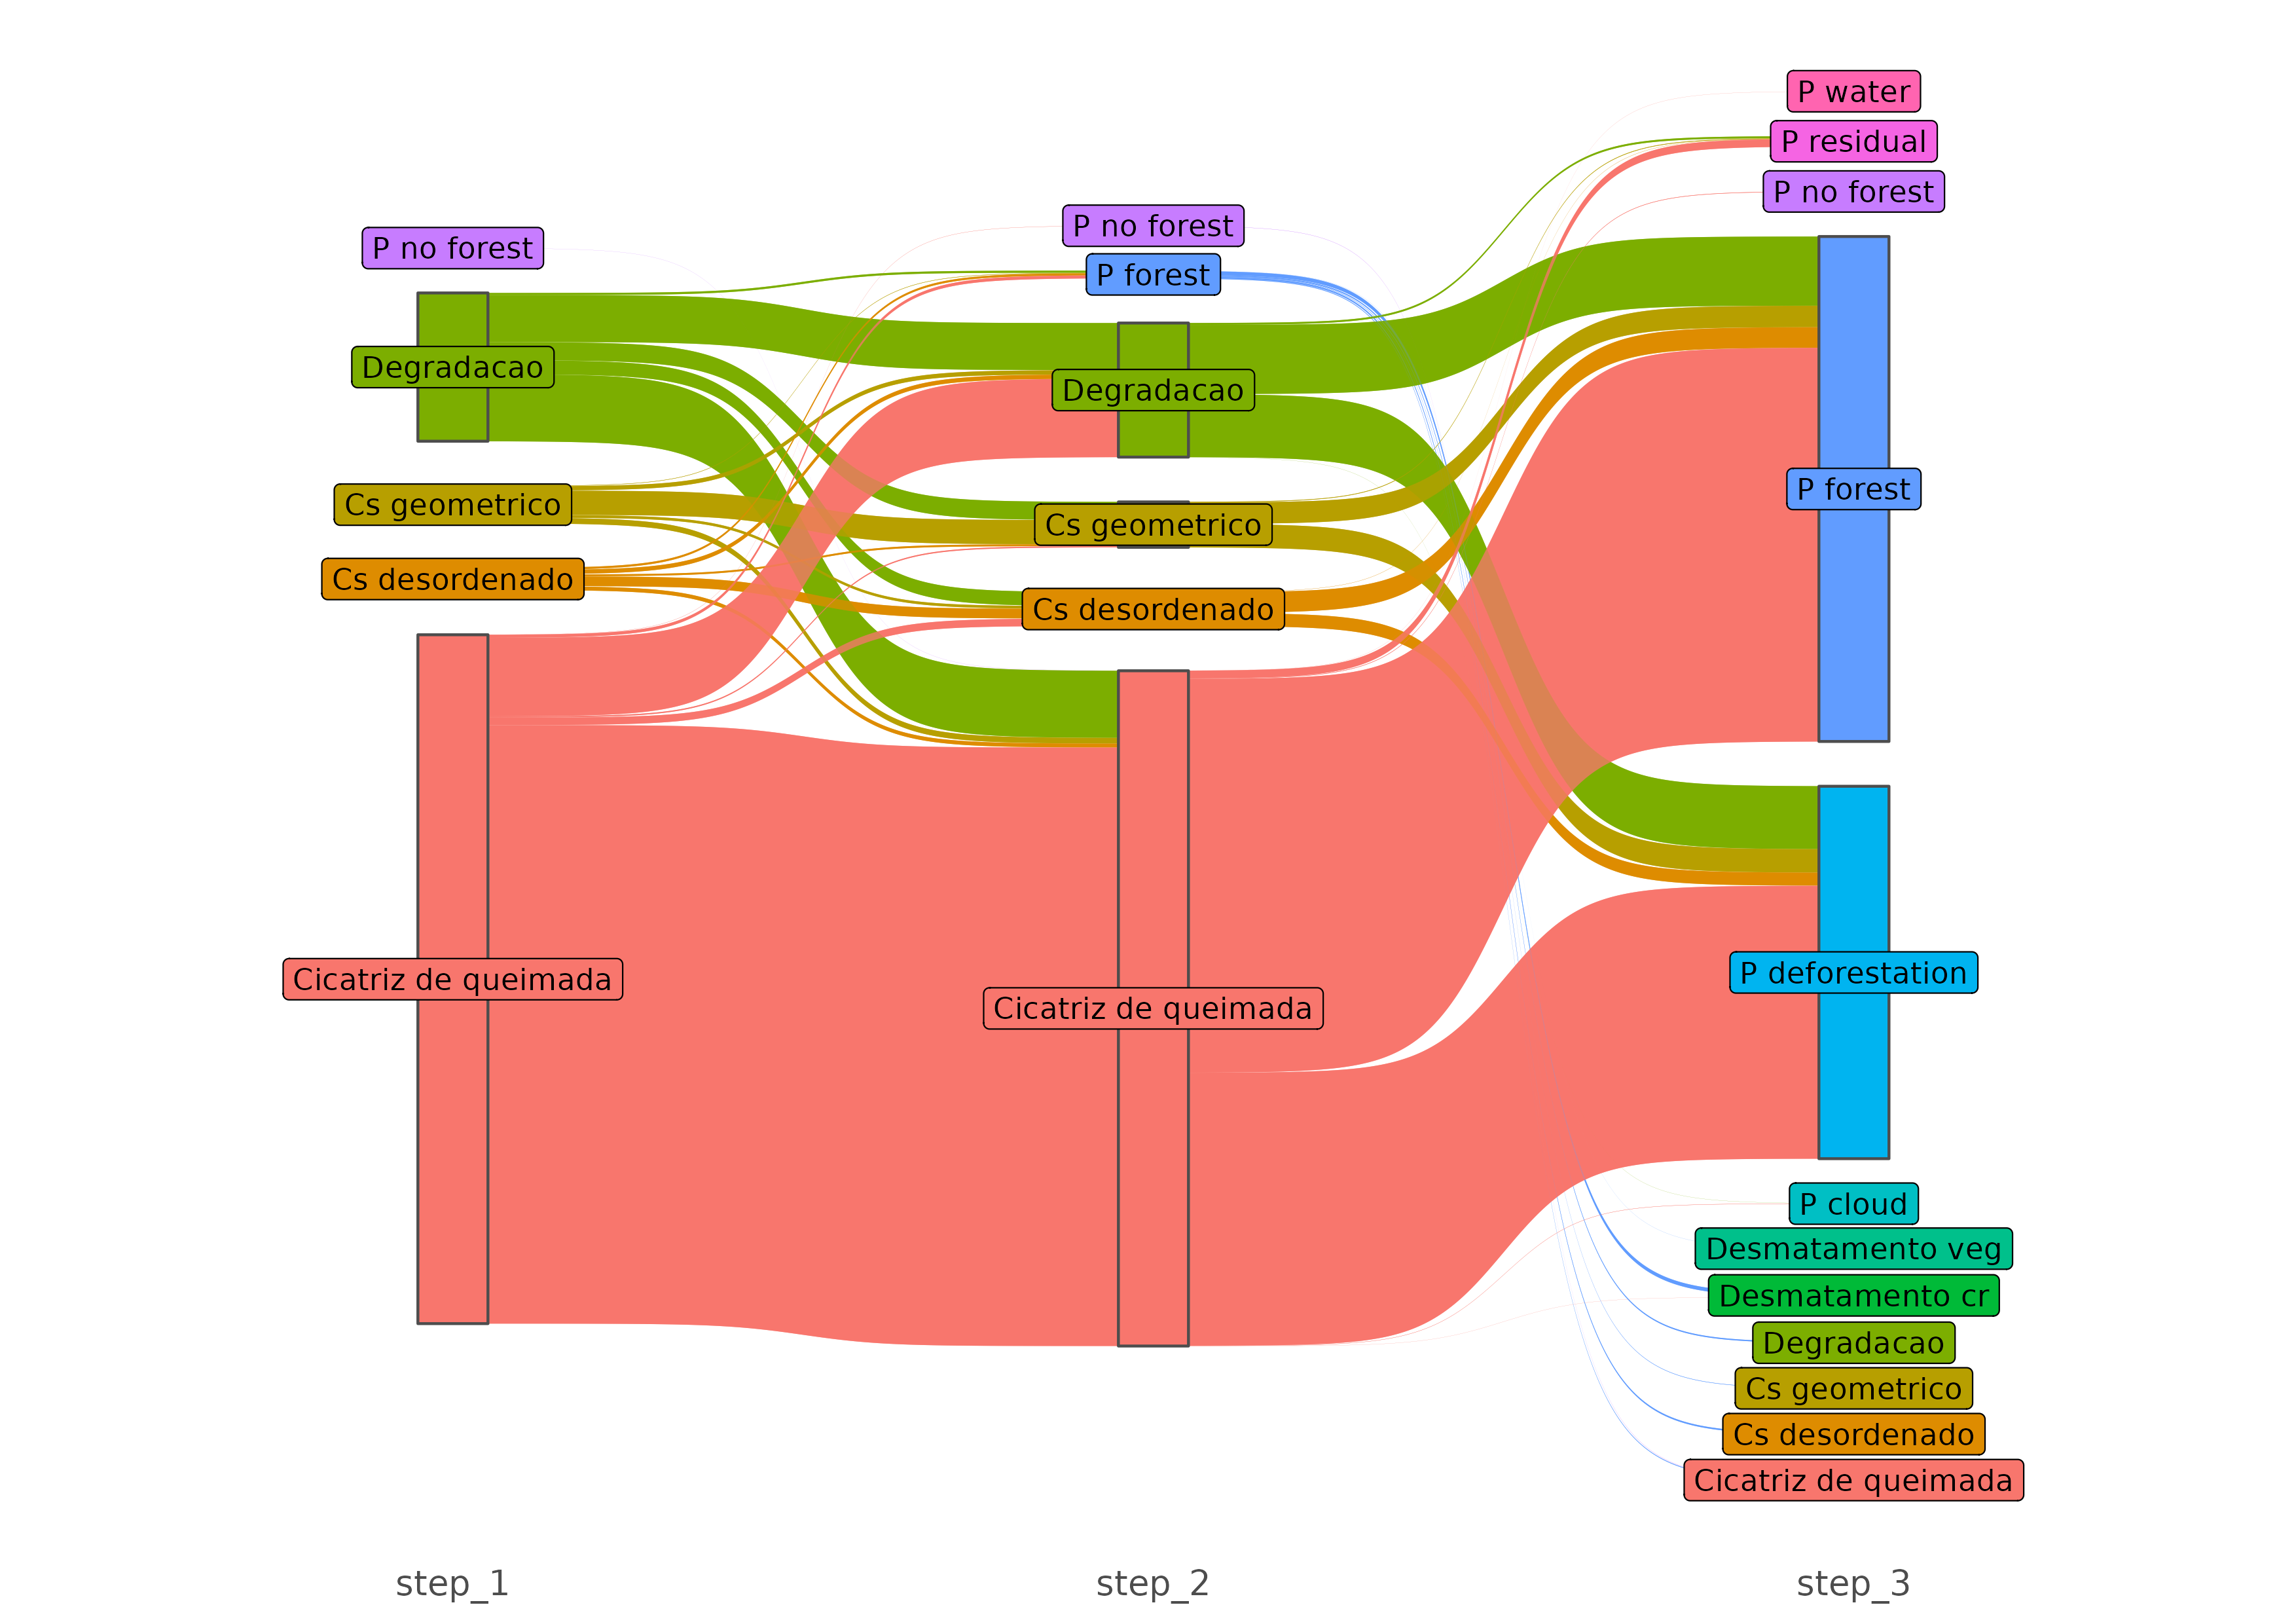 P no forest
Degradacao
Cs geometrico
Cs desordenado
Cicatriz de queimada
P no forest
P forest
Degradacao
Cs geometrico
Cs desordenado
Cicatriz de queimada
P water
P residual
P no forest
P forest
P deforestation
P cloud
Desmatamento veg
Desmatamento cr
Degradacao
Cs geometrico
Cs desordenado
Cicatriz de queimada
step_1
step_2
step_3